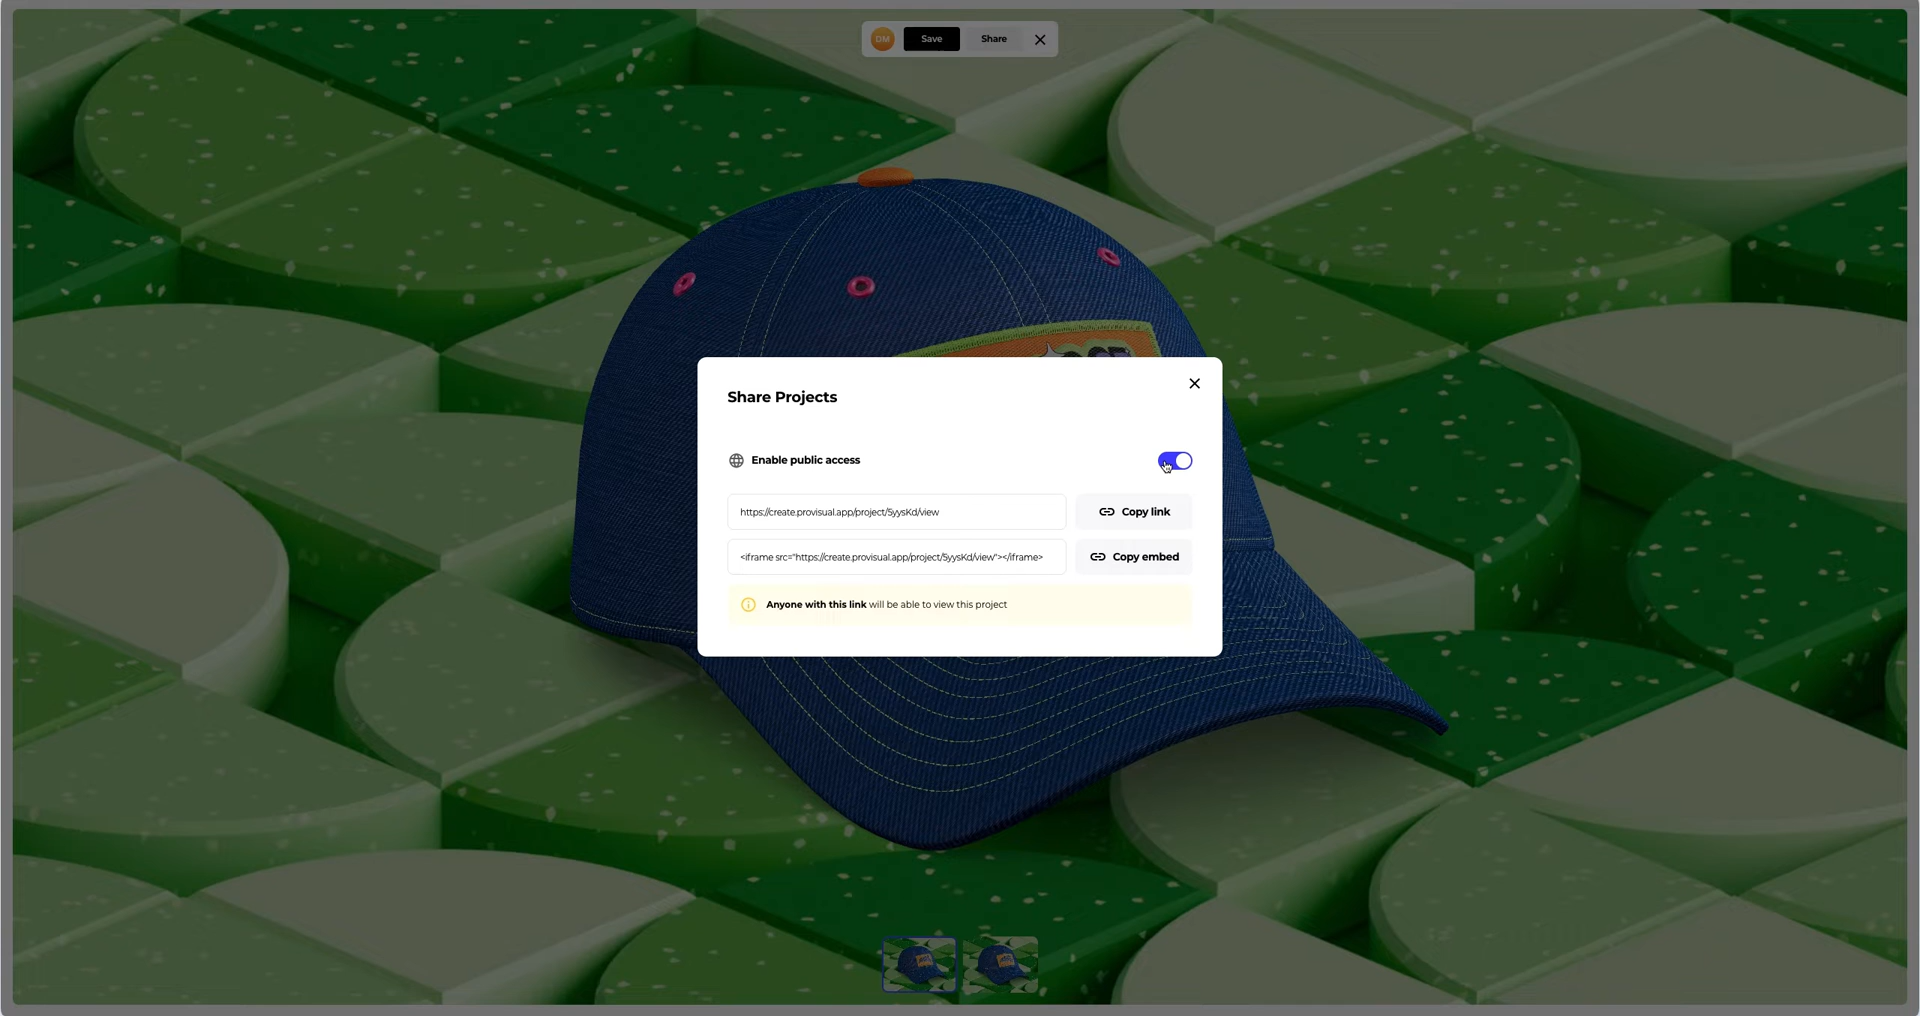 DM
Save
Share
Share Projects
Enable public access
https://create.provisual.app/project/5yysKd/view
Copy link
<iframe src="https://create.provisual.app/project/5yysKd/view"></iframe>
Copy embed
Anyone with this link will be able to view this project